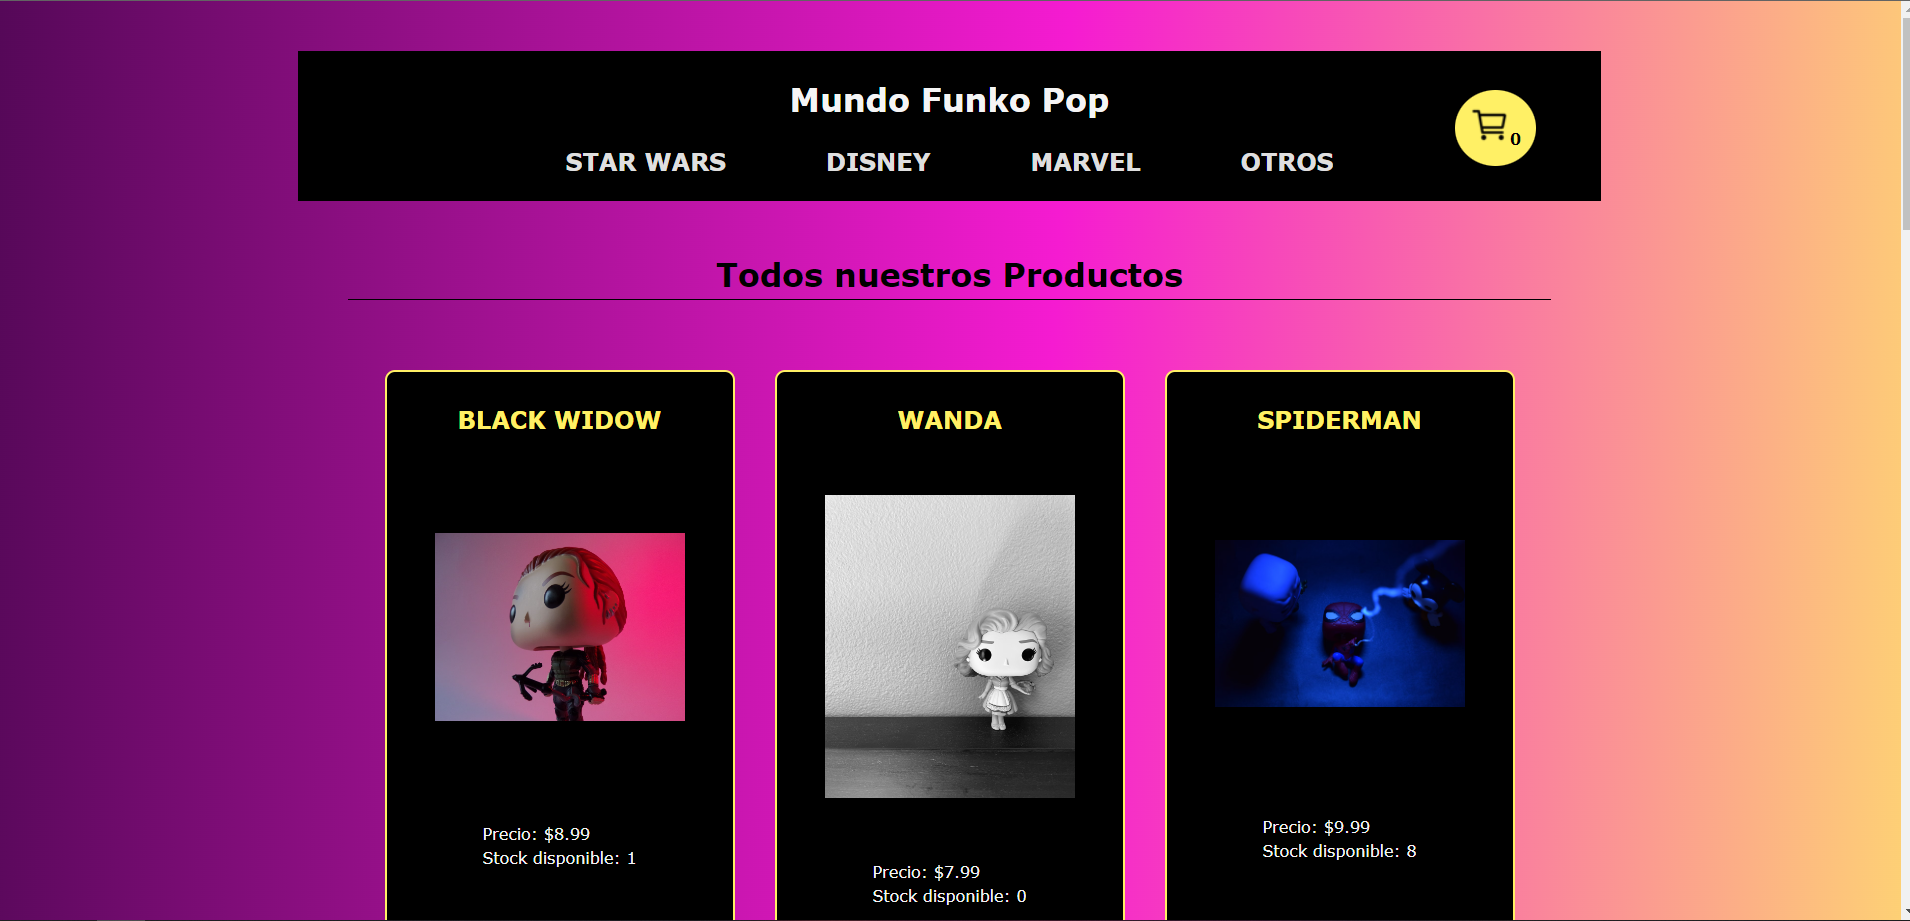 Mundo Funko Pop
0
STAR WARS DISNEY MARVEL OTROS
Todos nuestros Productos
BLACK WIDOW
Precio: $8.99
Stock disponible: 1
WANDA
Precio: $7.99
Stock disponible: 0
SPIDERMAN
Precio: $9.99
Stock disponible: 8